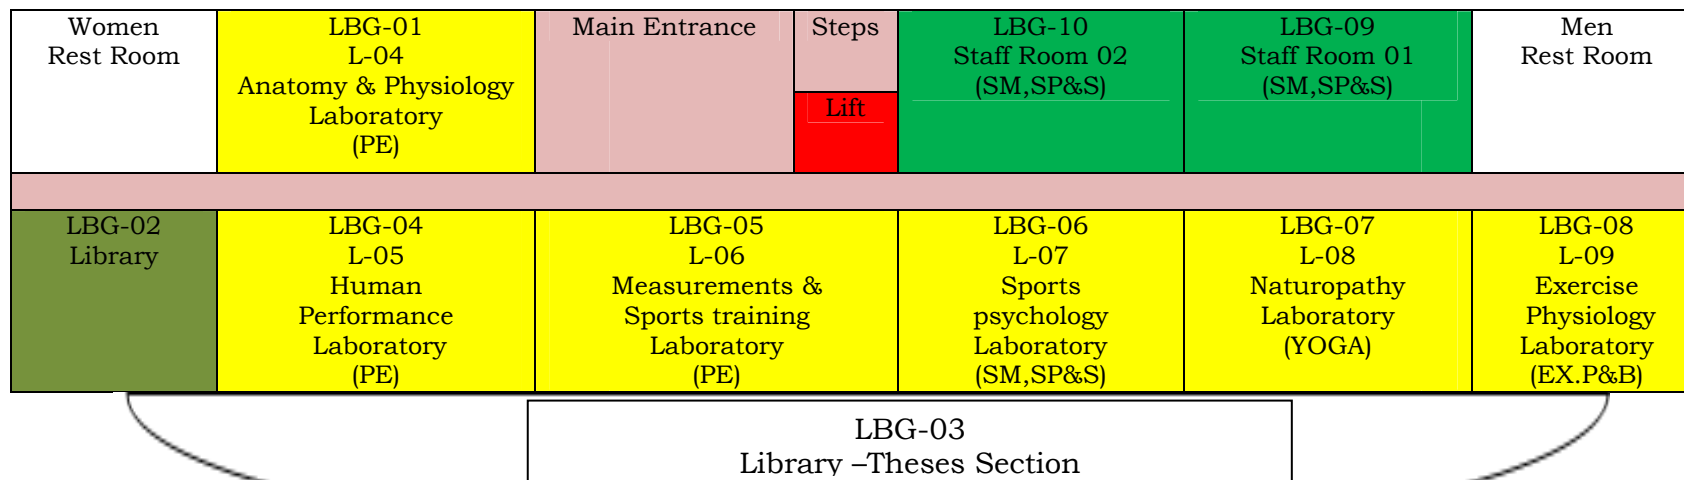 Women
Rest Room
LBG-01
L-04
Anatomy & Physiology
Laboratory
(PE)
Main Entrance
Steps
Lift
LBG-10
Staff Room 02
(SM,SP&S)
LBG-09
Staff Room 01
(SM,SP&S)
Men
Rest Room
LBG-02
Library
LBG-04
L-05
Human
Performance
Laboratory
(PE)
LBG-05
L-06
Measurements &
Sports training
Laboratory
(PE)
LBG-06
L-07
Sports
psychology
Laboratory
(SM,SP&S)
LBG-07
L-08
Naturopathy
Laboratory
(YOGA)
LBG-08
L-09
Exercise
Physiology
Laboratory
(EX.P&B)
LBG-03
Library –Theses Section